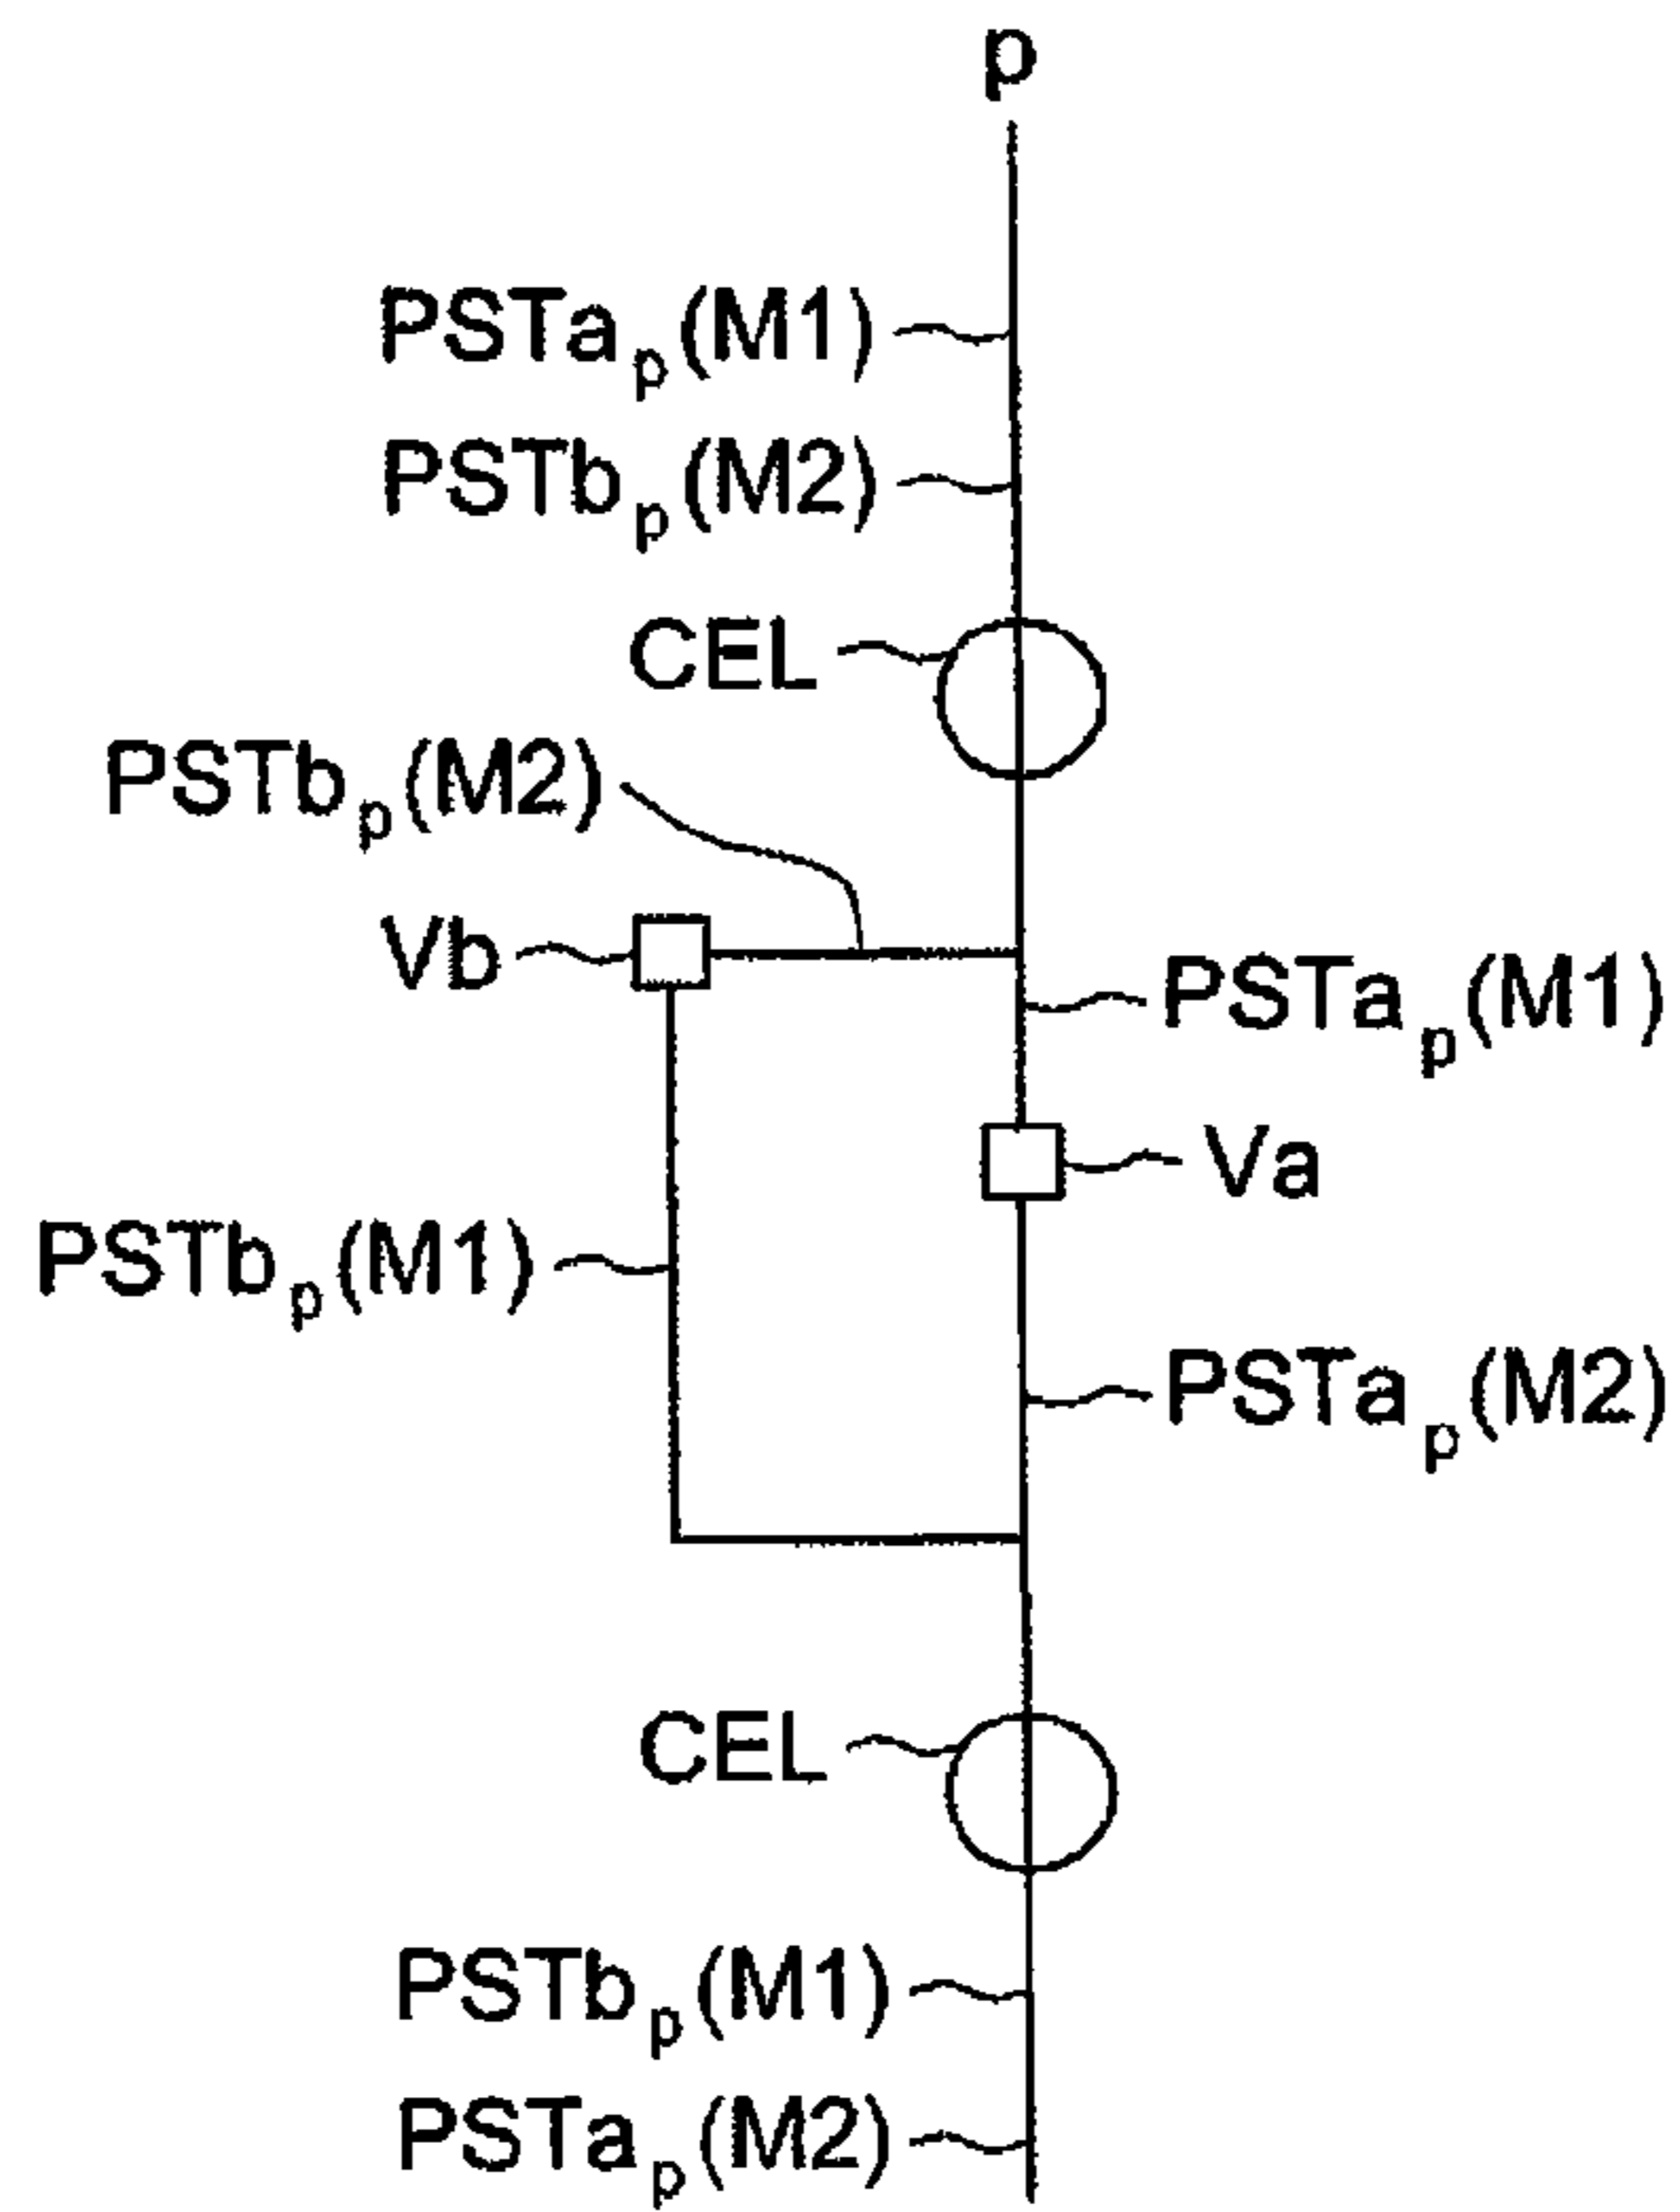 p
PSTap(M1)
PSTbp(M2)
CEL
PSTbp(M2)
Vb
PSTap(M1)
Va
PSTbp(M1)
PSTap(M2)
CEL
PSTbp(M1)
PSTap(M2)